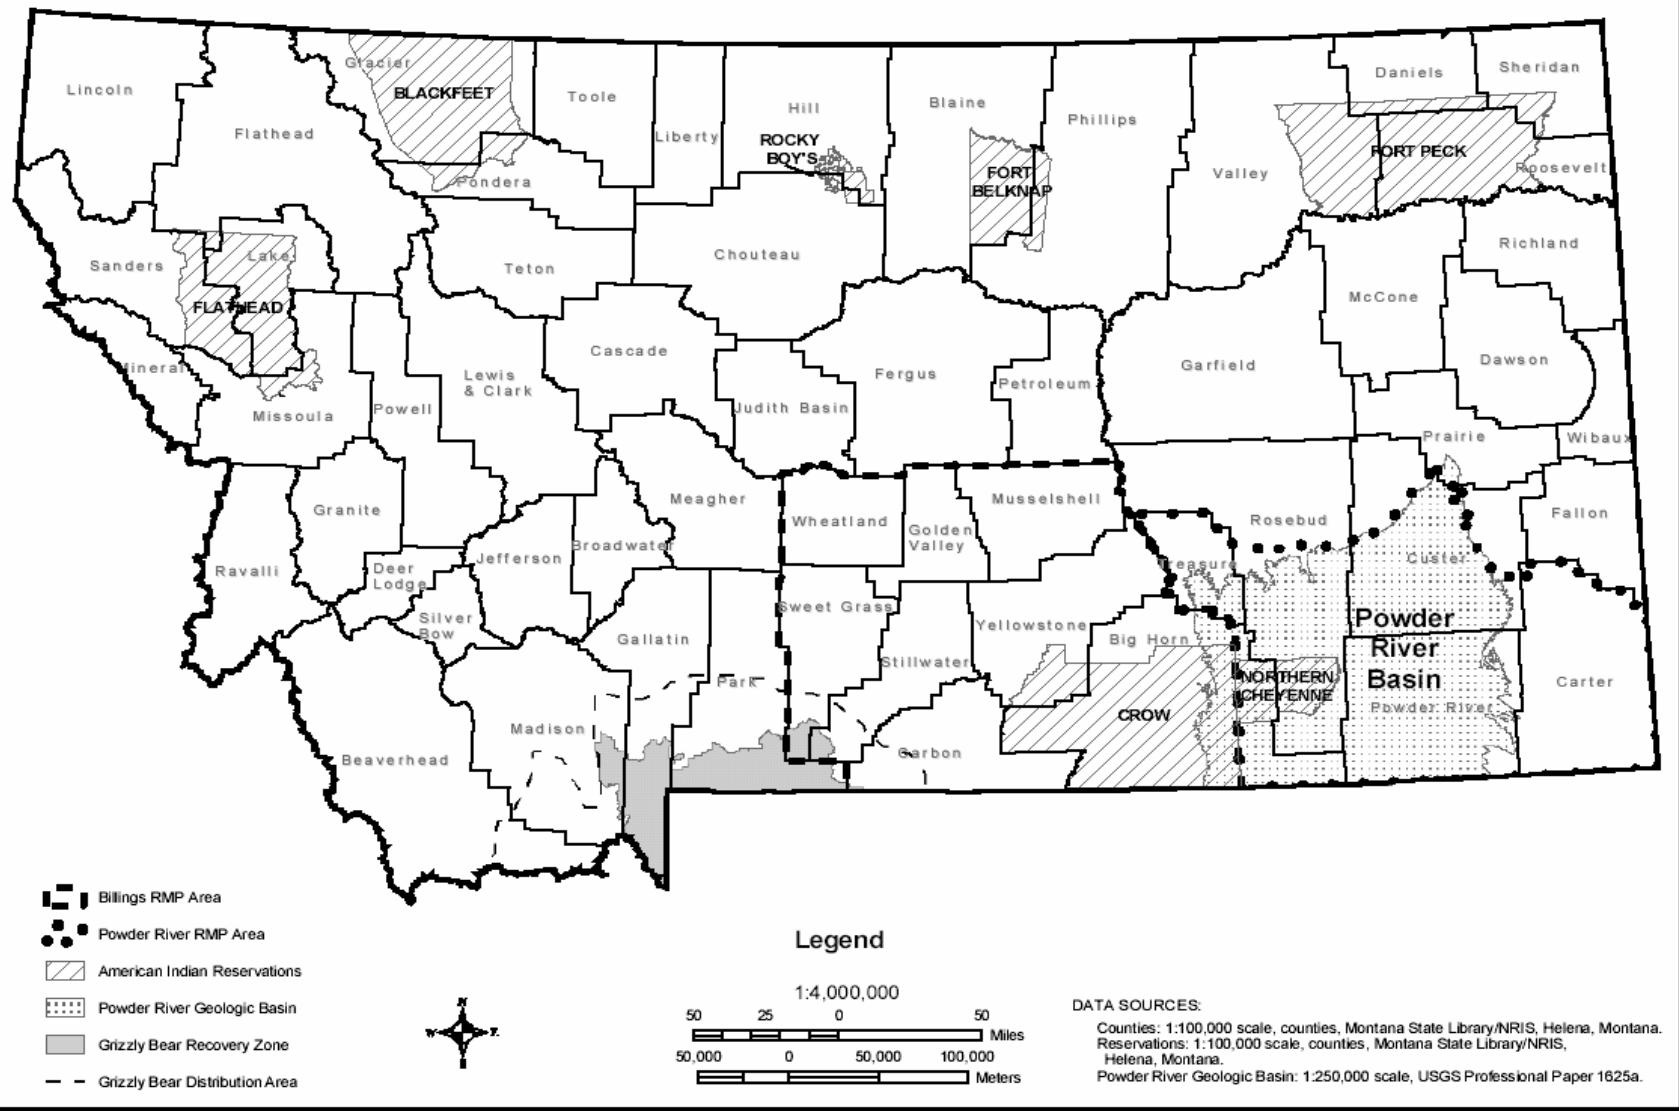 Lincoln
Flathead
Glacier
BLACKFEET
Toole
Liberty
Hill
ROCKY
BOY'S
Blaine
FORT
BELKNAP
Phillips
Valley
Daniels
Sheridan
FORT PECK
Roosevelt
Pondera
Sanders
Lake
FLATHEAD
Teton
Chouteau
McCone
Richland
Mineral
Missoula
Powell
Lewis
& Clark
Cascade
Judith Basin
Fergus
Petroleum
Garfield
Dawson
Prairie
Wibaux
Granite
Ravalli
Deer
Lodge
Silver
Bow
Jefferson
Broadwater
Meagher
Wheatland
Golden
Valley
Musselshell
Rosebud
Treasure
Custer
Fallon
Gallatin
Park
Sweet Grass
Stillwater
Yellowstone
Big Horn
CROW
NORTHERN
CHEYENNE
Powder
River
Basin
Powder River
Carter
Beaverhead
Madison
Carbon
Billings RMP Area
Powder River RMP Area
American Indian Reservations
Powder River Geologic Basin
Grizzly Bear Recovery Zone
Grizzly Bear Distribution Area
N
W E
S
Legend
1:4,000,000
50 25 0 50
Miles
50,000 0 50,000 100,000
Meters
DATA SOURCES:
Counties: 1:100,000 scale, counties, Montana State Library/NRIS, Helena, Montana.
Reservations: 1:100,000 scale, counties, Montana State Library/NRIS,
Helena, Montana.
Powder River Geologic Basin: 1:250,000 scale, USGS Professional Paper 1625a.